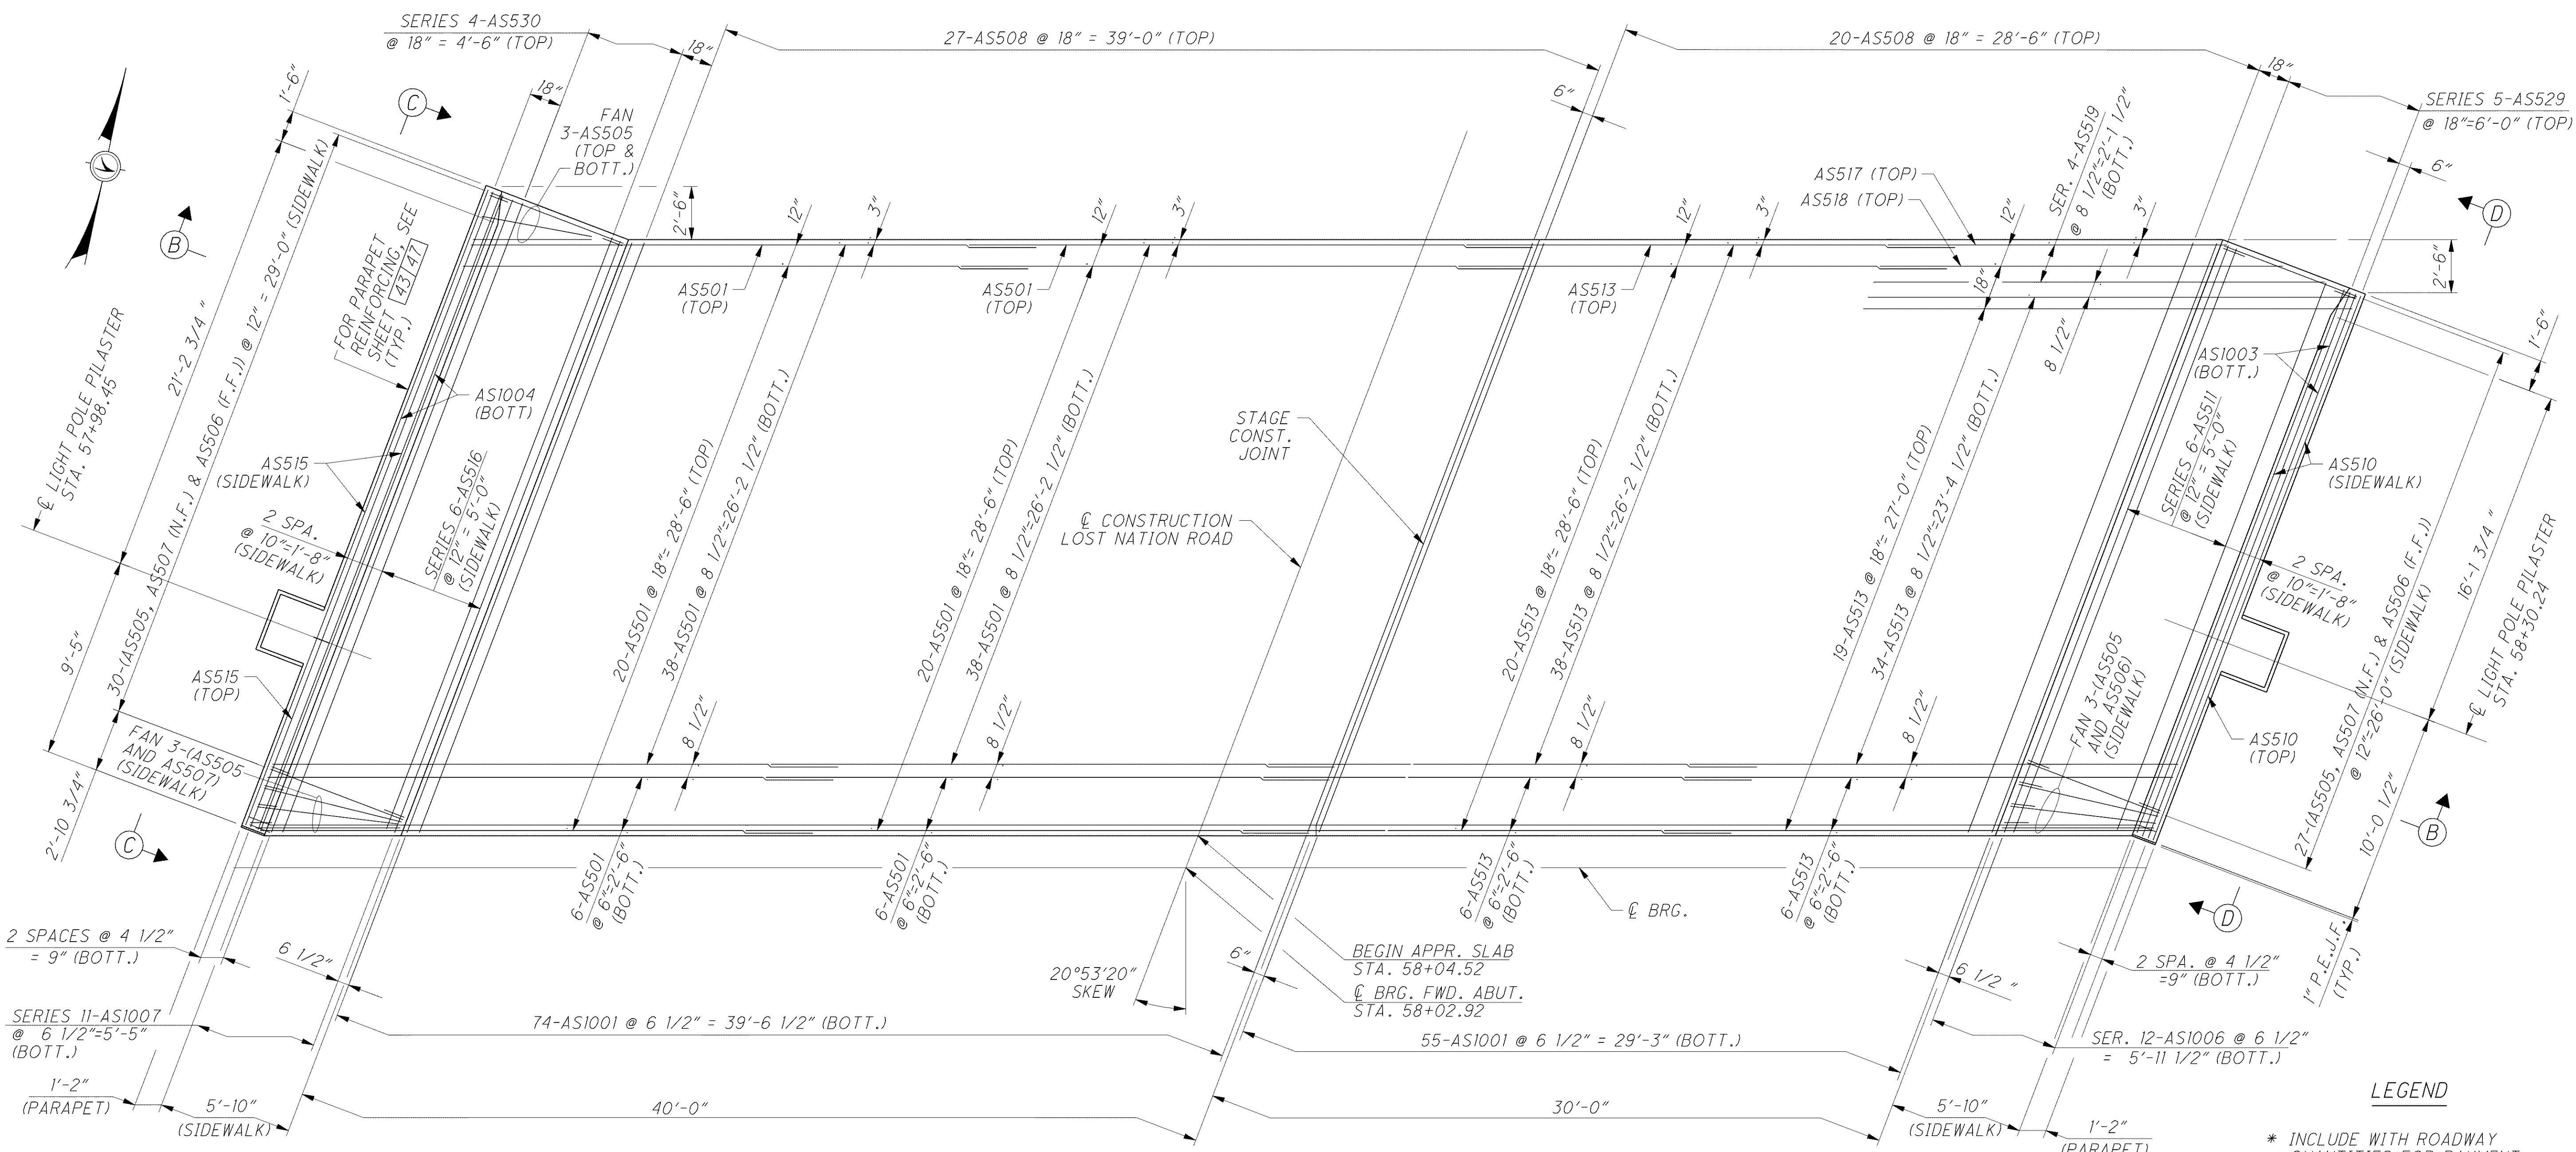 SERIES 4-AS530
@ 18" = 4'-6" (TOP)
18"
27-AS508 @ 18" = 39'-0" (TOP)
20-AS508 @ 18" = 28'-6" (TOP)
18"
SERIES 5-AS529
@ 18"=6'-0" (TOP)
6"
1'-6"
C
18"
FAN
3-AS505
(TOP &
BOTT.)
6"
AS517 (TOP)
AS518 (TOP)
SER. 4-AS519
@ 8 1/2"=2'-1 1/2"
(BOTT.)
D
B
2'-6"
12"
3"
12"
3"
12"
3"
12"
3"
2'-6"
FOR PARAPET
REINFORCING, SEE
SHEET 43 47
(TYP.)
AS501
(TOP)
AS501
(TOP)
AS513
(TOP)
18"
8 1/2"
1'-6"
21'-2 3/4"
℄ LIGHT POLE PILASTER
STA. 57+98.45
30-(AS505, AS507 (N.F.) & AS506 (F.F.)) @ 12" = 29'-0" (SIDEWALK)
AS1004
(BOTT)
AS515
(SIDEWALK)
2 SPA.
@ 10"=1'-8"
(SIDEWALK)
SERIES 6-AS516
@ 12" = 5'-0"
(SIDEWALK)
20-AS501 @ 18"= 28'-6" (TOP)
38-AS501 @ 8 1/2"=26'-2 1/2" (BOTT.)
20-AS501 @ 18"= 28'-6" (TOP)
38-AS501 @ 8 1/2"=26'-2 1/2" (BOTT.)
STAGE
CONST.
JOINT
℄ CONSTRUCTION
LOST NATION ROAD
20-AS513 @ 18"= 28'-6" (TOP)
38-AS513 @ 8 1/2"=26'-2 1/2" (BOTT.)
19-AS513 @ 18"= 27'-0" (TOP)
34-AS513 @ 8 1/2"=23'-4 1/2" (BOTT.)
AS1003
(BOTT.)
SERIES 6-AS511
@ 12" = 5'-0"
(SIDEWALK)
AS510
(SIDEWALK)
2 SPA.
@ 10"=1'-8"
(SIDEWALK)
16'-1 3/4"
℄ LIGHT POLE PILASTER
STA. 58+30.24
27-(AS505, AS507 (N.F.) & AS506 (F.F.))
@ 12"=26'-0" (SIDEWALK)
9'-5"
AS515
(TOP)
FAN 3-(AS505
AND AS507)
(SIDEWALK)
2'-10 3/4"
C
8 1/2"
8 1/2"
8 1/2"
8 1/2"
FAN 3-(AS505
AND AS506)
(SIDEWALK)
AS510
(TOP)
10'-0 1/2"
B
6-AS501
@ 6"=2'-6"
(BOTT.)
6-AS501
@ 6"=2'-6"
(BOTT.)
6-AS513
@ 6"=2'-6"
(BOTT.)
6-AS513
@ 6"=2'-6"
(BOTT.)
℄ BRG.
D
2 SPACES @ 4 1/2"
= 9" (BOTT.)
6 1/2"
20°53'20"
SKEW
6"
BEGIN APPR. SLAB
STA. 58+04.52
℄ BRG. FWD. ABUT.
STA. 58+02.92
6 1/2 "
2 SPA. @ 4 1/2"
=9" (BOTT.)
1" P.E.J.F.
(TYP.)
SERIES 11-AS1007
@ 6 1/2"=5'-5"
(BOTT.)
74-AS1001 @ 6 1/2" = 39'-6 1/2" (BOTT.)
55-AS1001 @ 6 1/2" = 29'-3" (BOTT.)
SER. 12-AS1006 @ 6 1/2"
= 5'-11 1/2" (BOTT.)
1'-2"
(PARAPET)
5'-10"
(SIDEWALK)
40'-0"
30'-0"
5'-10"
(SIDEWALK)
1'-2"
(PARAPET)
LEGEND
* INCLUDE WITH ROADWAY
QUANTITIES FOR PAYMENT